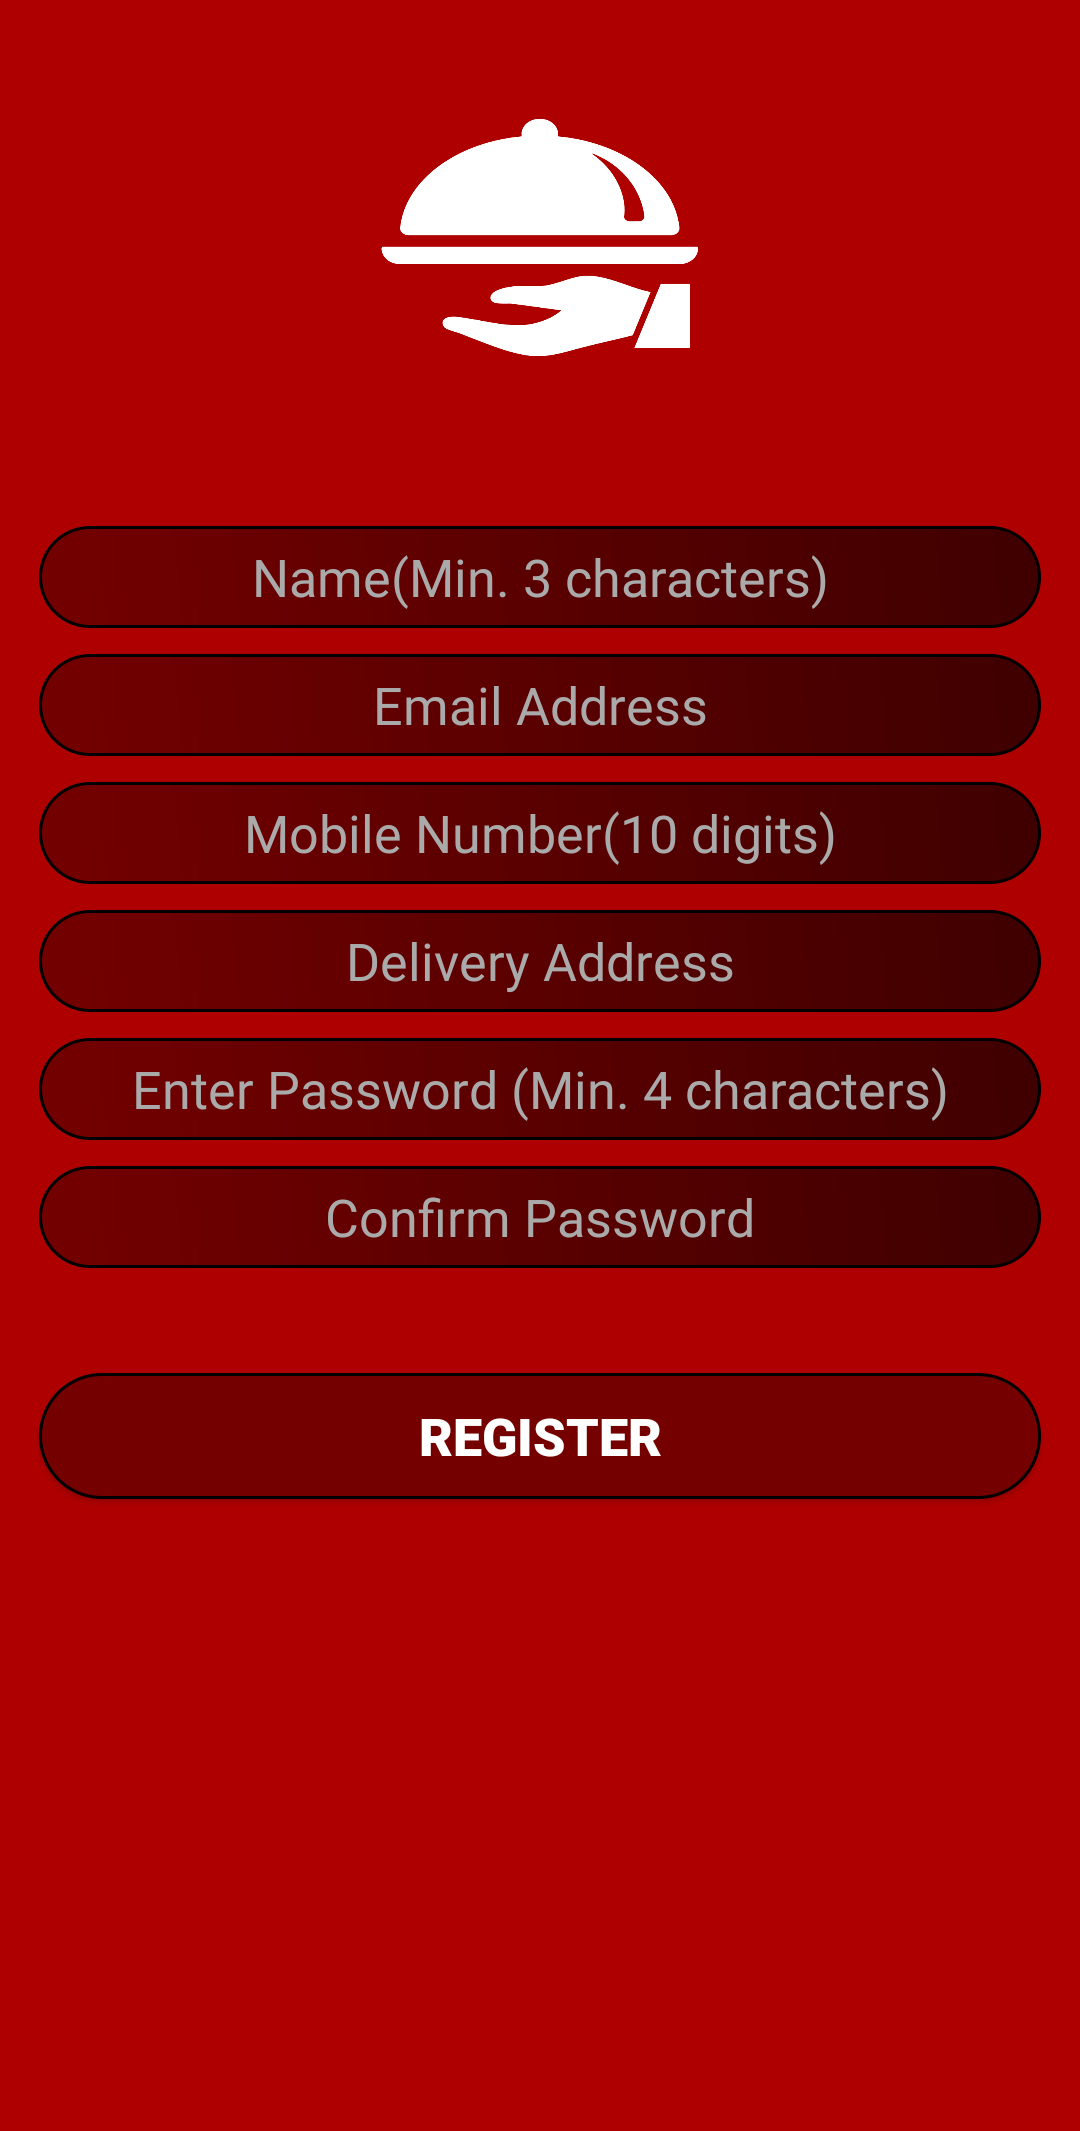 Name(Min. 3 characters)
Email Address
Mobile Number(10 digits)
Delivery Address
Enter Password (Min. 4 characters)
Confirm Password
REGISTER